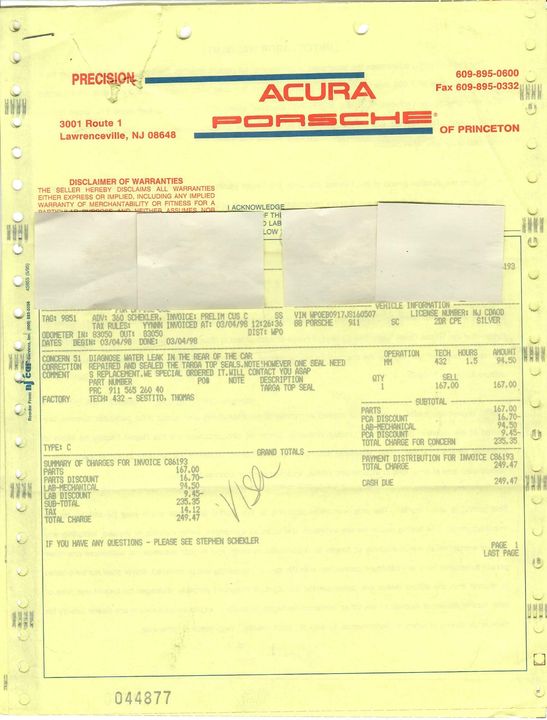 PRECISION
ACURA
PORSCHE®
OF PRINCETON
609-895-0600
Fax 609-895-0332
3001 Route 1
Lawrenceville, NJ 08648
DISCLAIMER OF WARRANTIES
THE SELLER HEREBY DISCLAIMS ALL WARRANTIES
EITHER EXPRESS OR IMPLIED, INCLUDING ANY IMPLIED
WARRANTY OF MERCHANTABILITY OR FITNESS FOR A
PARTICULAR PURPOSE AND NEITHER ASSUMES NOR
I ACKNOWLEDGE
OF THE
D LAB
LOW
193
VEHICLE INFORMATION
TAG: 9851 ADV: 360 SCHEKLER, INVOICE: PRELIM CUS C SS VIN LICENSE NUMBER: NJ
TAX RULES: YYNNN INVOICED AT: 03/04/98 12:26:36 88 PORSCHE 911 SC 2DR CPE SILVER
ODOMETER IN: 83050 OUT: 83050 DIST: WPO
DATES BEGIN: 03/04/98 DONE: 03/04/98
OPERATION TECH HOURS AMOUNT
CONCERN 51 DIAGNOSE WATER LEAK IN THE REAR OF THE CAR MM 432 1.5 94.50
CORRECTION REPAIRED AND SEALED THE TARGA TOP SEALS.NOTE!HOWEVER ONE SEAL NEED
COMMENT S REPLACEMENT.WE SPECIAL ORDERED IT.WILL CONTACT YOU ASAP
PART NUMBER PO# NOTE DESCRIPTION QTY SELL
PRC 911 565 260 40 TARGA TOP SEAL 1 167.00 167.00
FACTORY TECH: 432 - SESTITO, THOMAS
SUBTOTAL
PARTS 167.00
PCA DISCOUNT 16.70-
LAB-MECHANICAL 94.50
PCA DISCOUNT 9.45-
TOTAL CHARGE FOR CONCERN 235.35
TYPE: C
GRAND TOTALS
SUMMARY OF CHARGES FOR INVOICE C86193
PARTS 167.00
PARTS DISCOUNT 16.70-
LAB-MECHANICAL 94.50
LAB DISCOUNT 9.45-
SUB-TOTAL 235.35
TAX 14.12
TOTAL CHARGE 249.47
PAYMENT DISTRIBUTION FOR INVOICE C86193
TOTAL CHARGE 249.47
CASH DUE 249.47
Visa
IF YOU HAVE ANY QUESTIONS - PLEASE SEE STEPHEN SCHEKLER
PAGE 1
LAST PAGE
044877